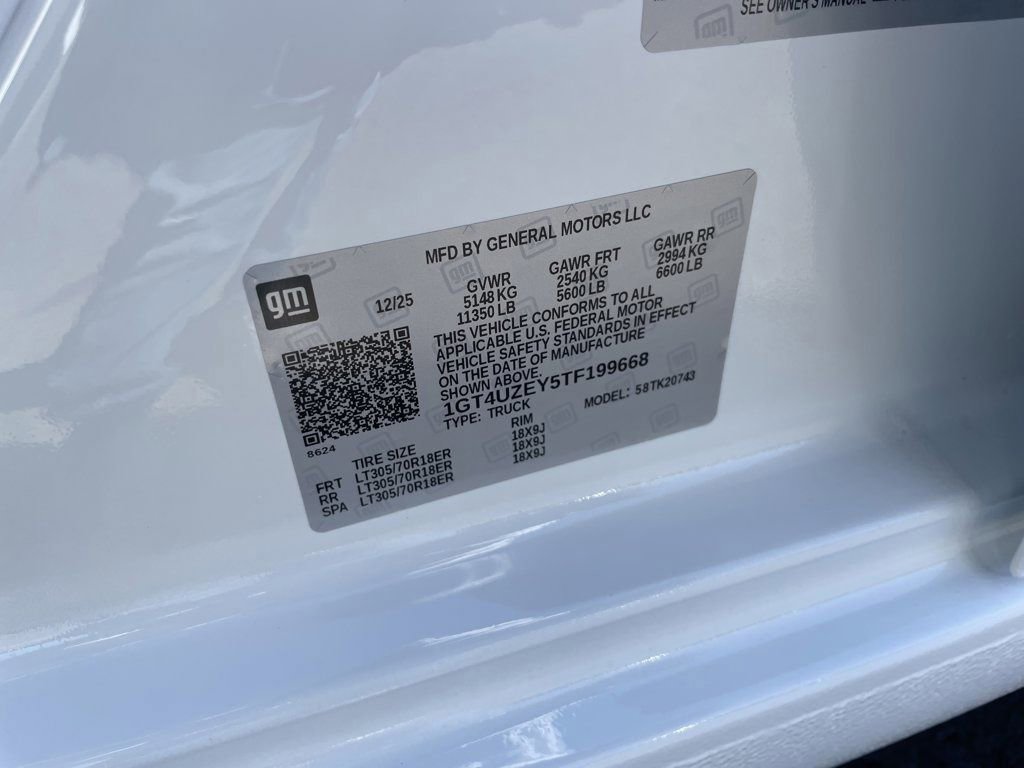 SEE OWNER'S MANUAL
MFD BY GENERAL MOTORS LLC
gm
12/25
GVWR
5148 KG
11350 LB
GAWR FRT
2540 KG
5600 LB
GAWR RR
2994 KG
6600 LB
THIS VEHICLE CONFORMS TO ALL
APPLICABLE U.S. FEDERAL MOTOR
VEHICLE SAFETY STANDARDS IN EFFECT
ON THE DATE OF MANUFACTURE
SHOWN ABOVE.
1GT4UZEY5TF199668
TYPE: TRUCK
MODEL: 58TK20743
8624
TIRE SIZE RIM
FRT LT305/70R18ER 18X9J
RR LT305/70R18ER 18X9J
SPA LT305/70R18ER 18X9J